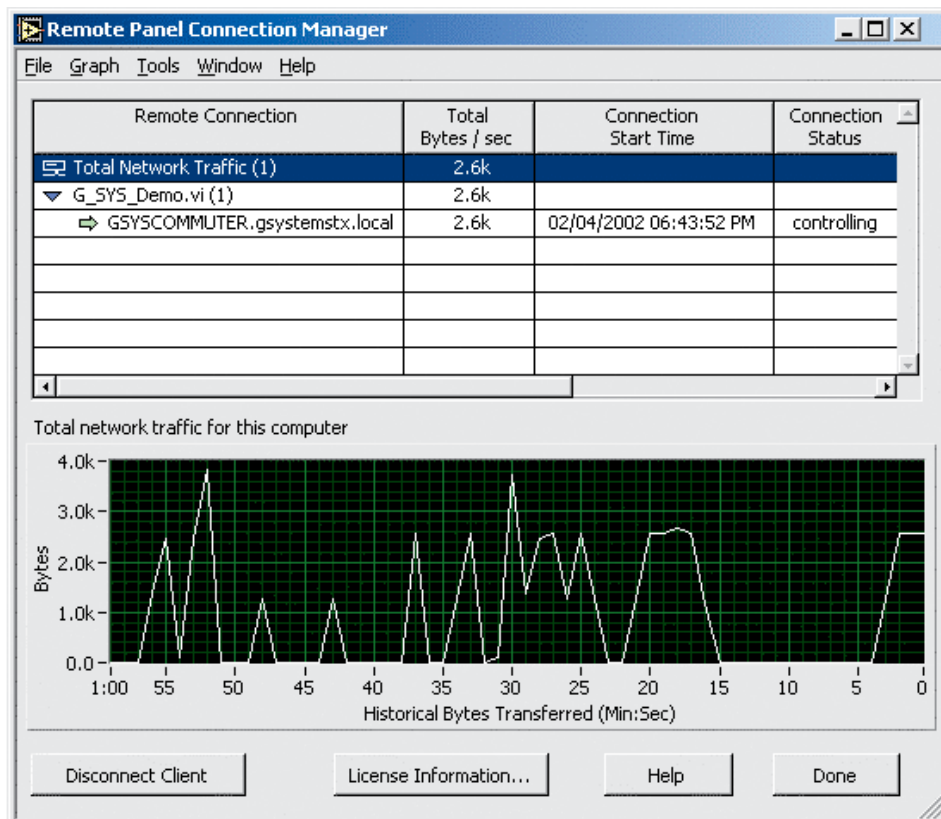 Remote Panel Connection Manager
File Graph Tools Window Help
Remote Connection Total Bytes / sec Connection Start Time Connection Status
Total Network Traffic (1) 2.6k
G_SYS_Demo.vi (1) 2.6k
GSYSCOMMUTER.gsystemstx.local 2.6k 02/04/2002 06:43:52 PM controlling
Total network traffic for this computer
4.0k
3.0k
2.0k
1.0k
0.0
Bytes
1:00 55 50 45 40 35 30 25 20 15 10 5 0
Historical Bytes Transferred (Min:Sec)
Disconnect Client License Information... Help Done